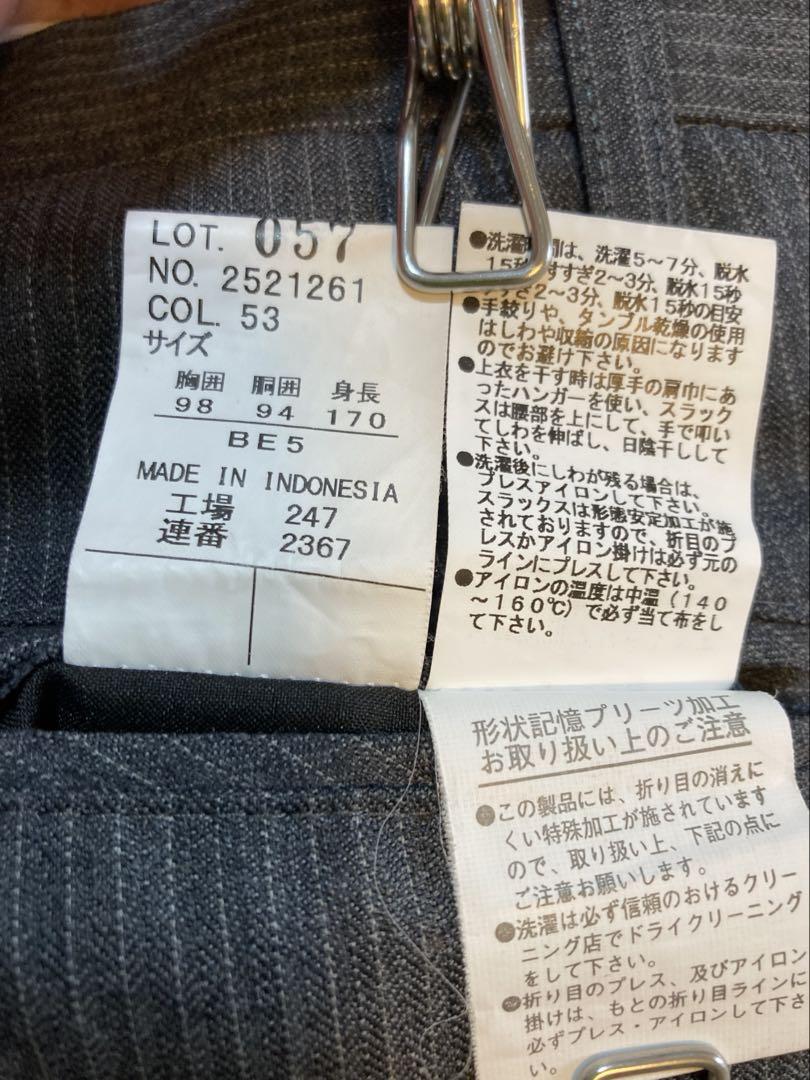 LOT. 057
NO. 2521261
COL. 53
サイズ
胸囲 胴囲 身長
98 94 170
BE5
MADE IN INDONESIA
工場 247
連番 2367
●洗濯時間は、洗濯5～7分、脱水
15秒 すすぎ2～3分、脱水15秒
すすぎ2～3分、脱水15秒の目安
●手絞りや、タンブル乾燥の使用
はしわや収縮の原因になります
のでお避け下さい。
●上衣を干す時は厚手の肩巾にあ
ったハンガーを使い、スラック
スは腰部を上にして、手で叩い
てしわを伸ばし、日陰干しして
下さい。
●洗濯後にしわが残る場合は、
プレスアイロンして下さい。
スラックスは形態安定加工が施
されておりますので、折目のプ
レスかアイロン掛けは必ず元の
ラインにプレスして下さい。
●アイロンの温度は中温（140
～160℃）で必ず当て布をし
て下さい。
形状記憶プリーツ加工
お取り扱い上のご注意
●この製品には、折り目の消えに
くい特殊加工が施されています
ので、取り扱い上、下記の点に
ご注意お願いします。
●洗濯は必ず信頼のおけるクリー
ニング店でドライクリーニング
をして下さい。
●折り目のプレス、及びアイロン
掛けは、もとの折り目ラインに
必ずプレス・アイロンして下さ
い。